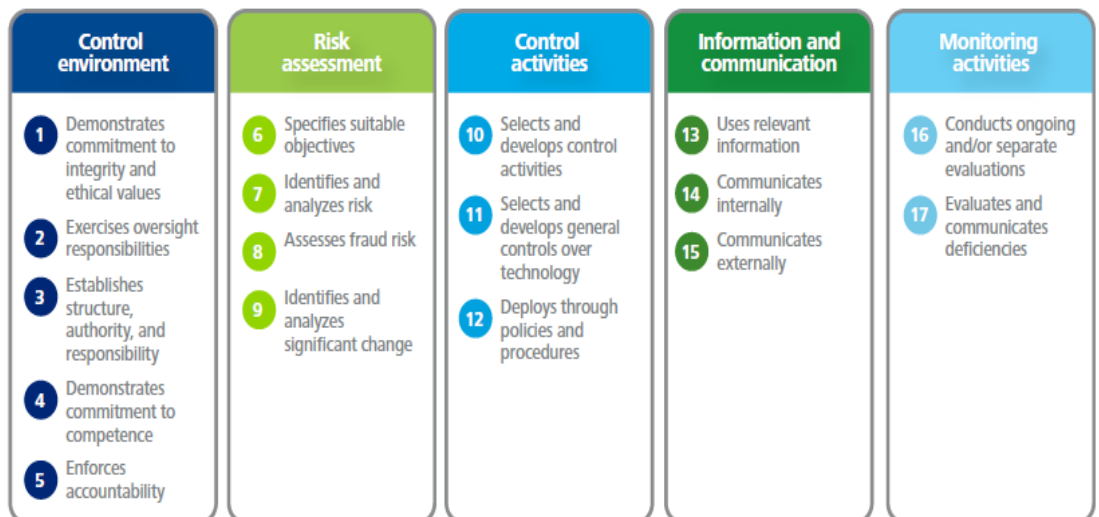 Control
environment
1
Demonstrates
commitment to
integrity and
ethical values
2
Exercises oversight
responsibilities
3
Establishes
structure,
authority, and
responsibility
4
Demonstrates
commitment to
competence
5
Enforces
accountability
Risk
assessment
6
Specifies suitable
objectives
7
Identifies and
analyzes risk
8
Assesses fraud risk
9
Identifies and
analyzes
significant change
Control
activities
10
Selects and
develops control
activities
11
Selects and
develops general
controls over
technology
12
Deploys through
policies and
procedures
Information and
communication
13
Uses relevant
information
14
Communicates
internally
15
Communicates
externally
Monitoring
activities
16
Conducts ongoing
and/or separate
evaluations
17
Evaluates and
communicates
deficiencies